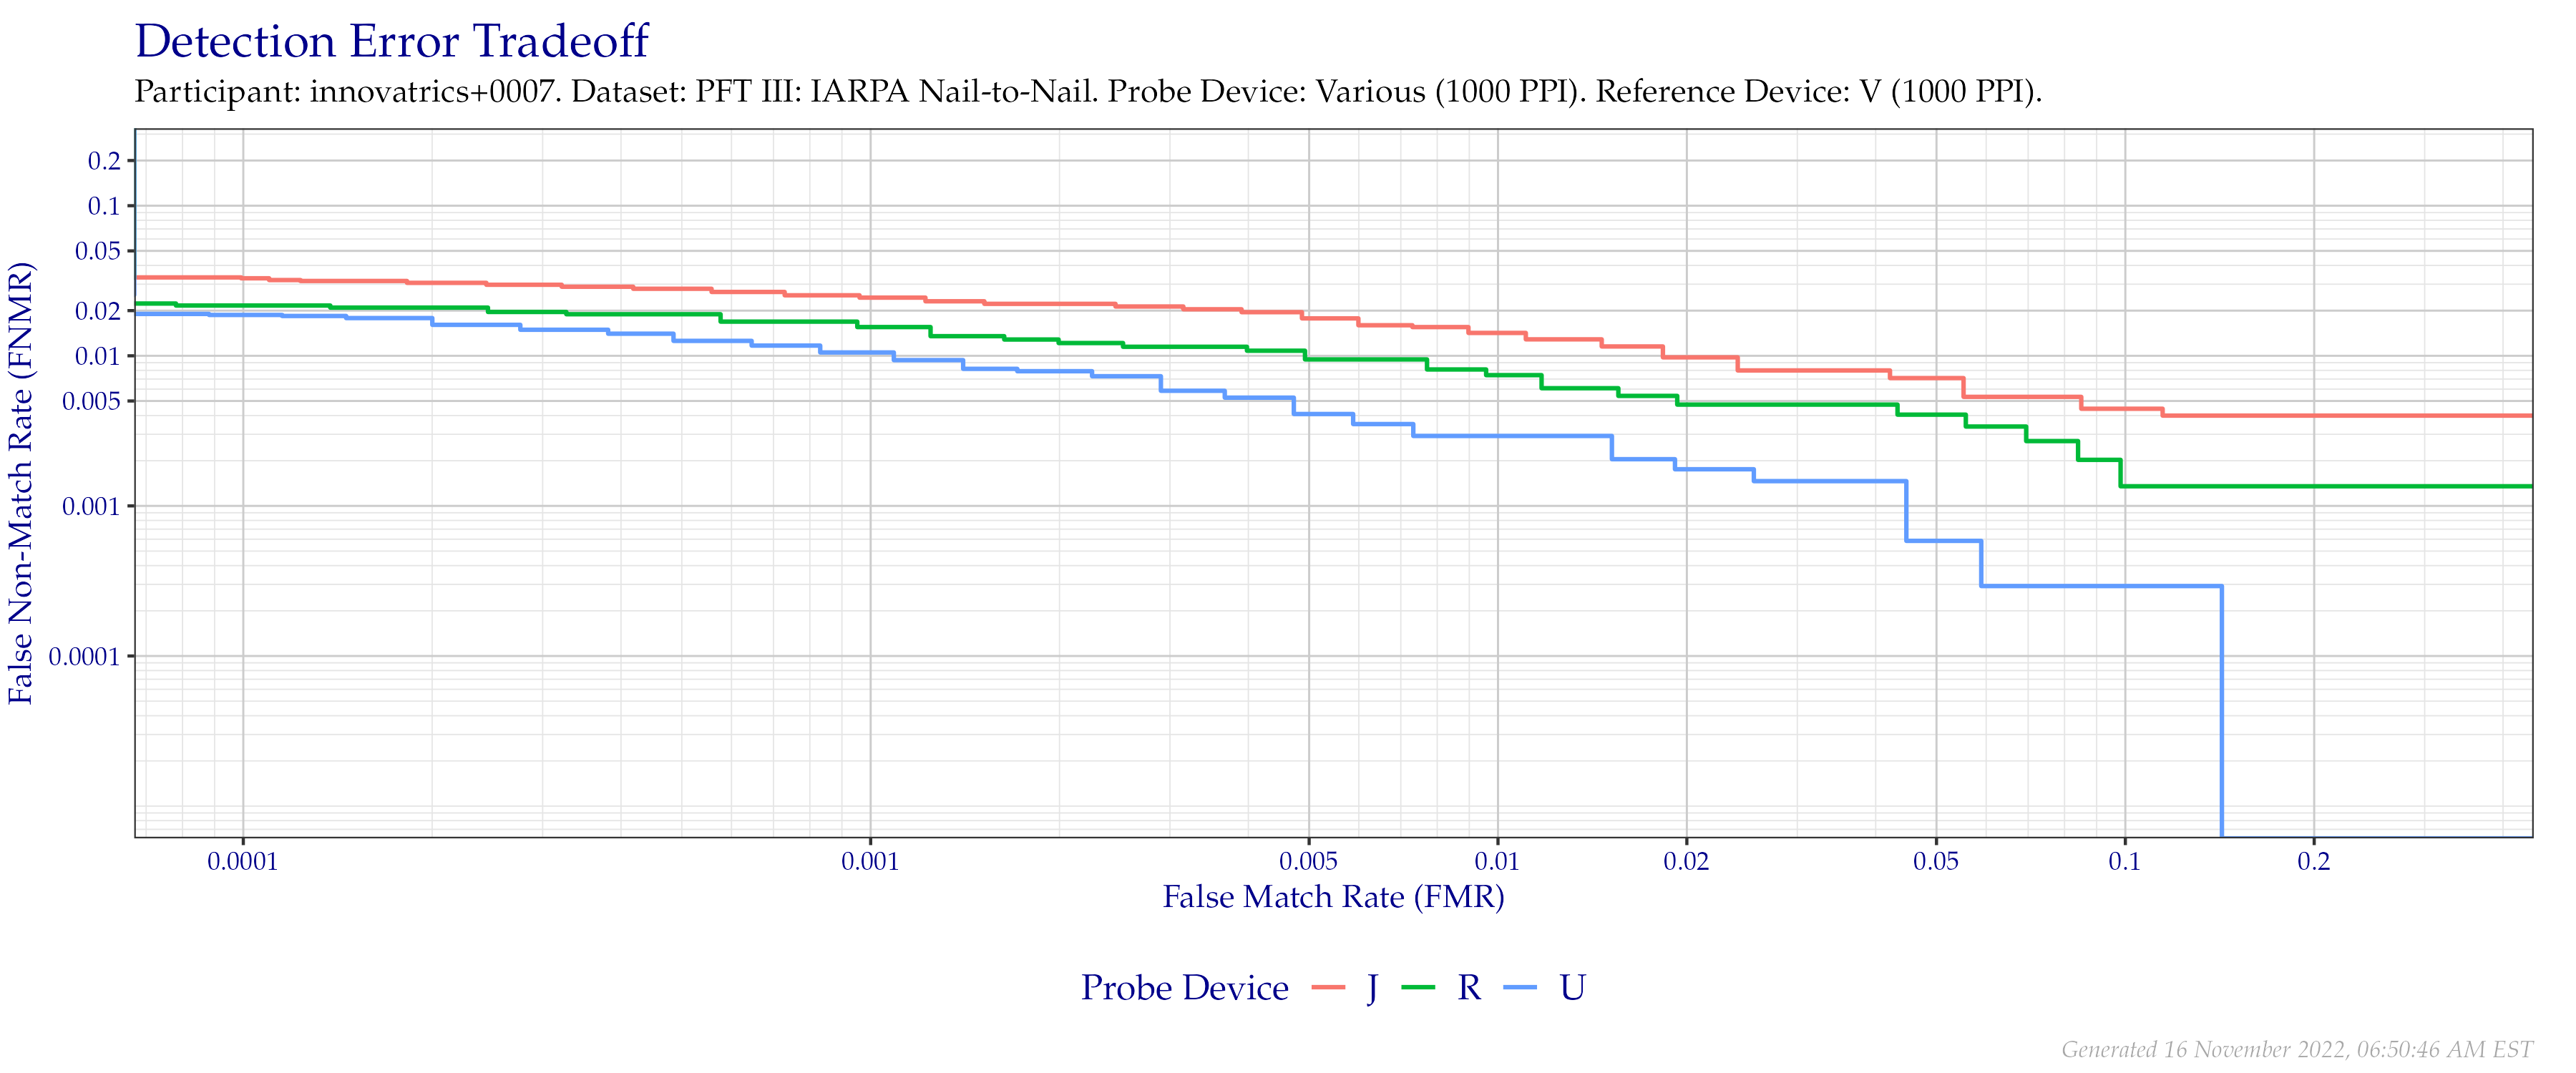 Detection Error Tradeoff
Participant: innovatrics+0007. Dataset: PFT III: IARPA Nail-to-Nail. Probe Device: Various (1000 PPI). Reference Device: V (1000 PPI).
False Non-Match Rate (FNMR)
0.2
0.1
0.05
0.02
0.01
0.005
0.001
0.0001
0.0001 0.001 0.005 0.01 0.02 0.05 0.1 0.2
False Match Rate (FMR)
Probe Device J R U
Generated 16 November 2022, 06:50:46 AM EST